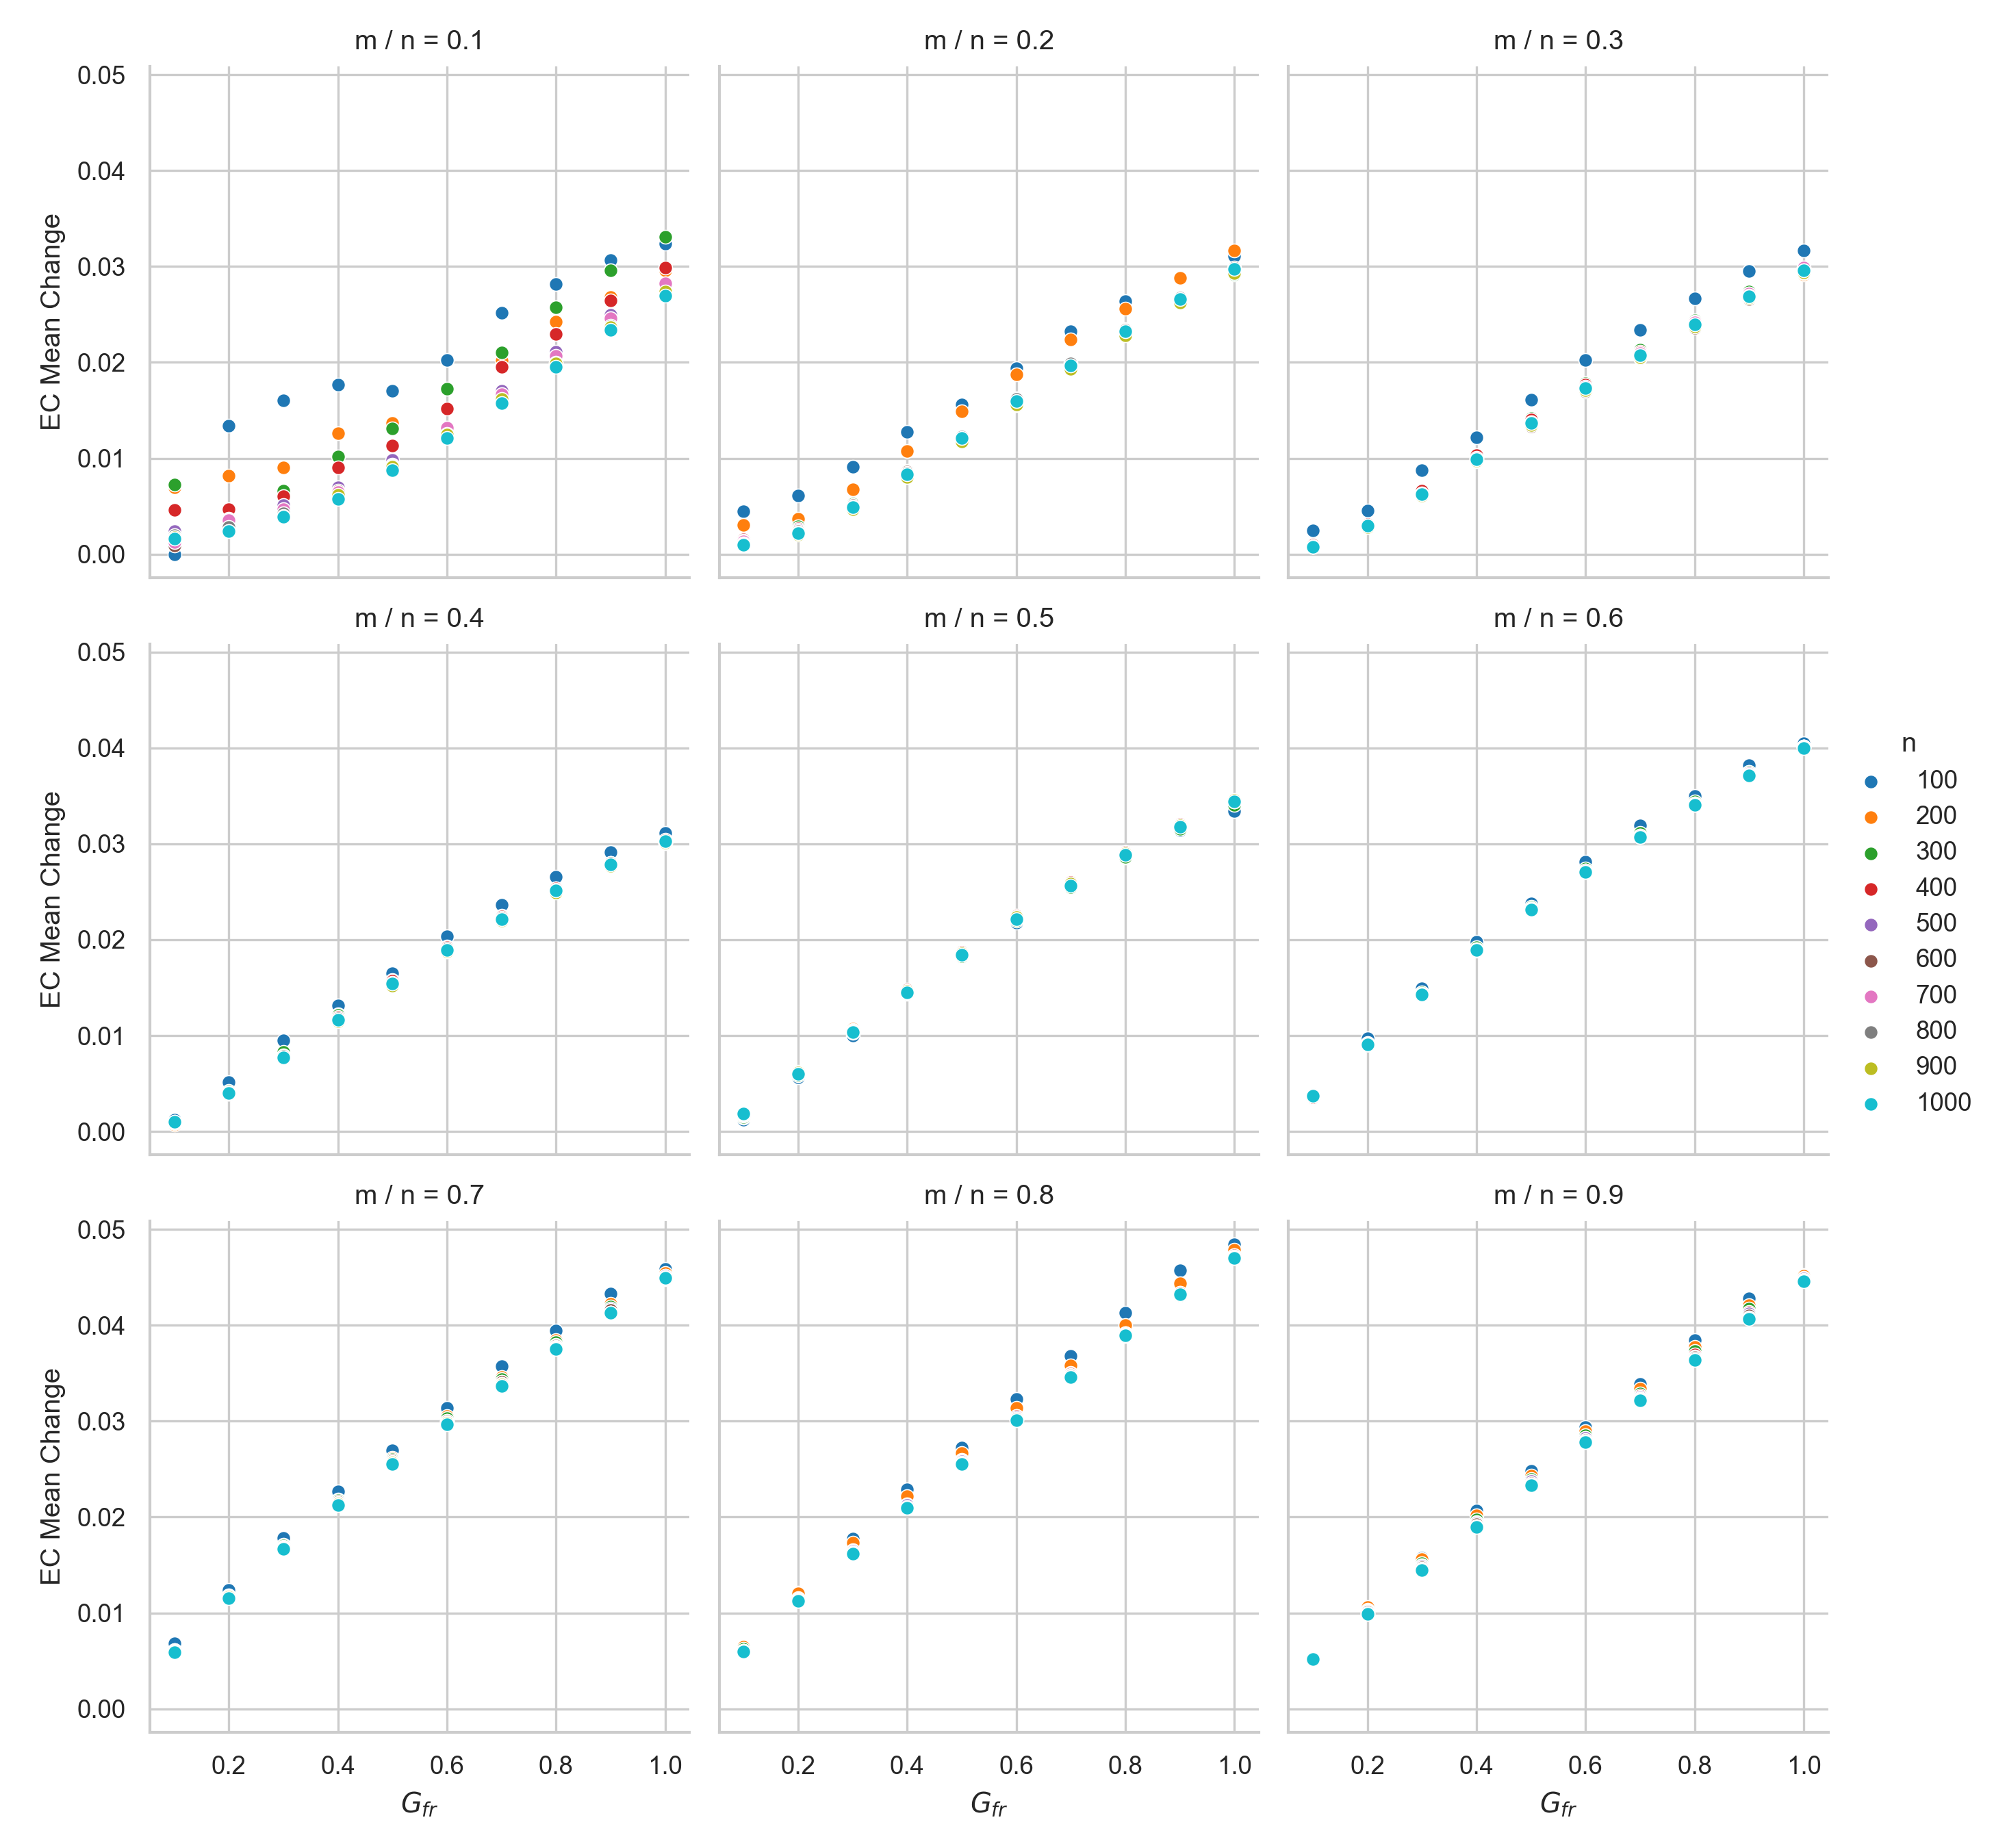 m / n = 0.1
m / n = 0.2
m / n = 0.3
0.05
0.04
0.03
0.02
0.01
0.00
EC Mean Change
m / n = 0.4
m / n = 0.5
m / n = 0.6
0.05
0.04
0.03
0.02
0.01
0.00
EC Mean Change
n
100
200
300
400
500
600
700
800
900
1000
m / n = 0.7
m / n = 0.8
m / n = 0.9
0.05
0.04
0.03
0.02
0.01
0.00
EC Mean Change
0.2 0.4 0.6 0.8 1.0
0.2 0.4 0.6 0.8 1.0
0.2 0.4 0.6 0.8 1.0
G_fr
G_fr
G_fr